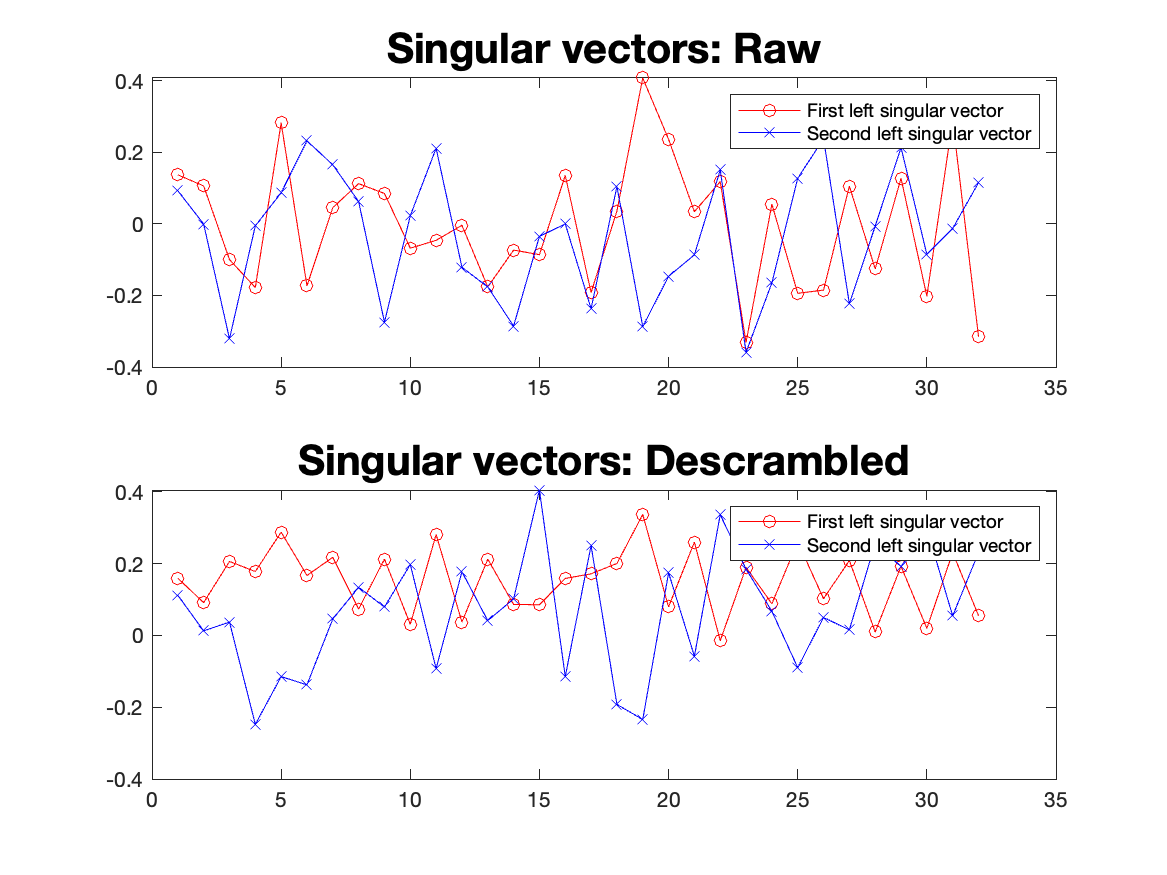 Singular vectors: Raw
0.4
0.2
0
-0.2
-0.4
First left singular vector
Second left singular vector
0 5 10 15 20 25 30 35
Singular vectors: Descrambled
0.4
0.2
0
-0.2
-0.4
First left singular vector
Second left singular vector
0 5 10 15 20 25 30 35